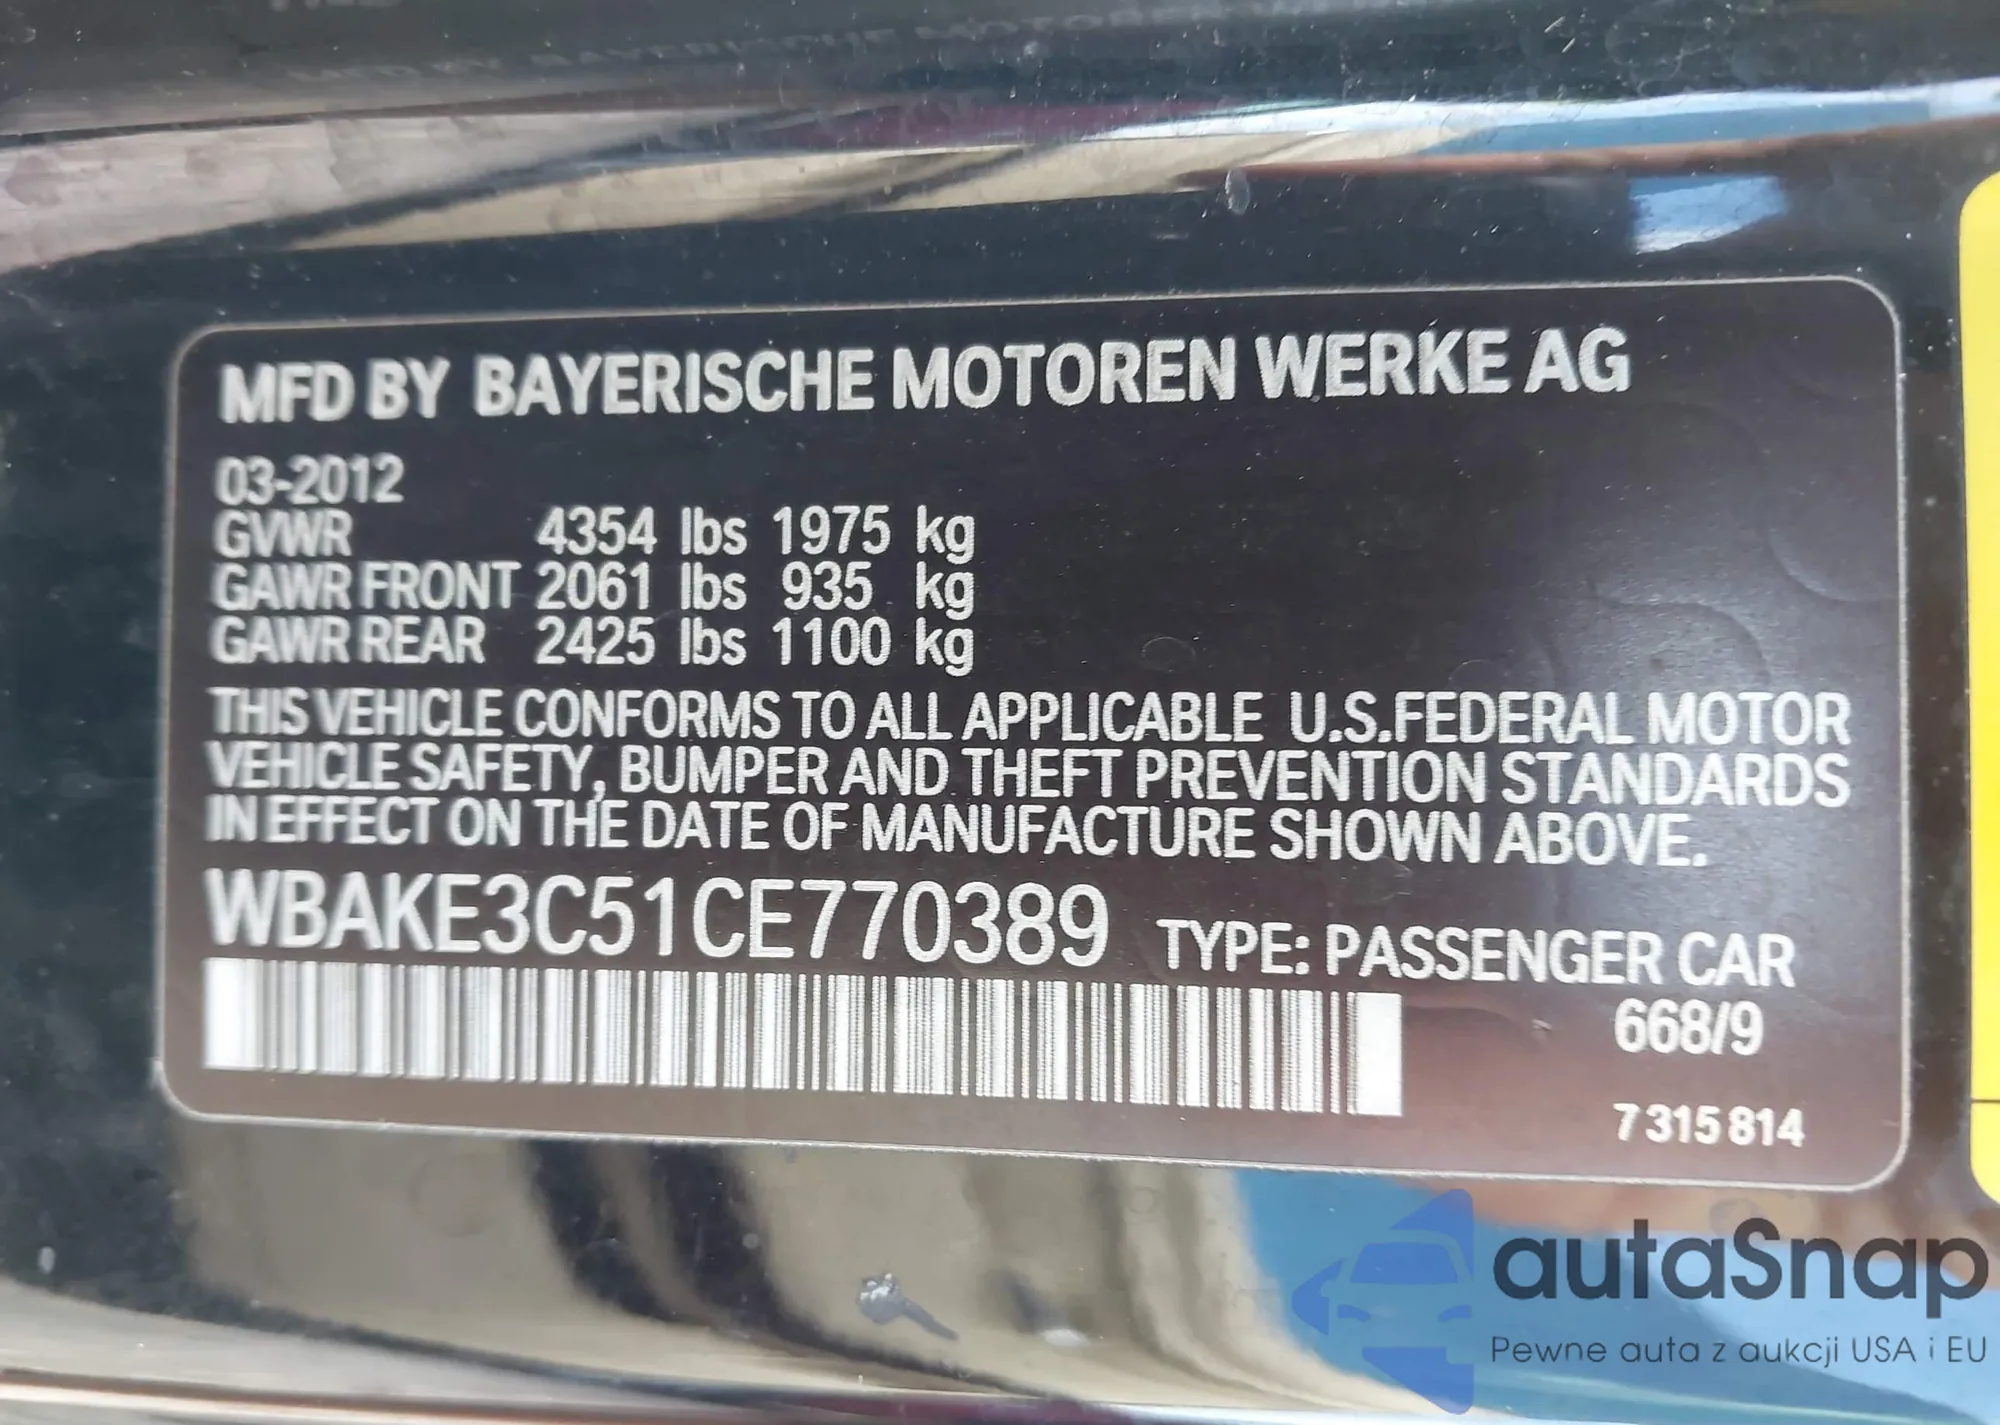 MFD BY BAYERISCHE MOTOREN WERKE AG
03-2012
GVWR 4354 lbs 1975 kg
GAWR FRONT 2061 lbs 935 kg
GAWR REAR 2425 lbs 1100 kg
THIS VEHICLE CONFORMS TO ALL APPLICABLE U.S.FEDERAL MOTOR
VEHICLE SAFETY, BUMPER AND THEFT PREVENTION STANDARDS
IN EFFECT ON THE DATE OF MANUFACTURE SHOWN ABOVE.
WBAKE3C51CE770389 TYPE: PASSENGER CAR
668/9
7 315 814
autaSnap
Pewne auta z aukcji USA i EU